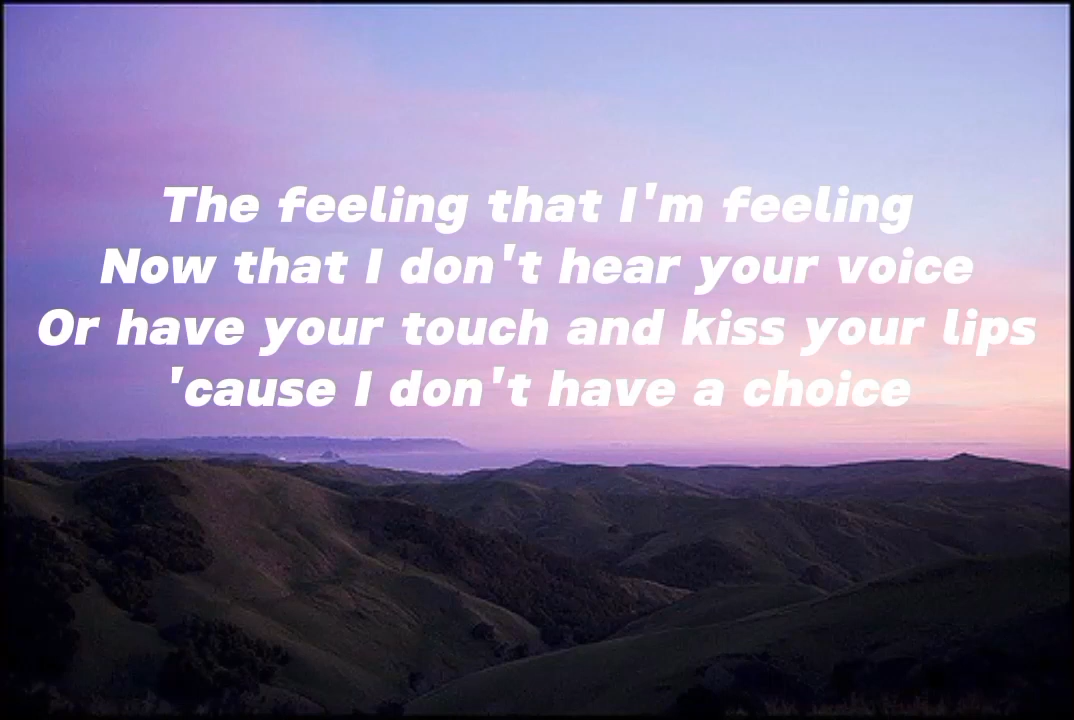 The feeling that I'm feeling
Now that I don't hear your voice
Or have your touch and kiss your lips
'cause I don't have a choice